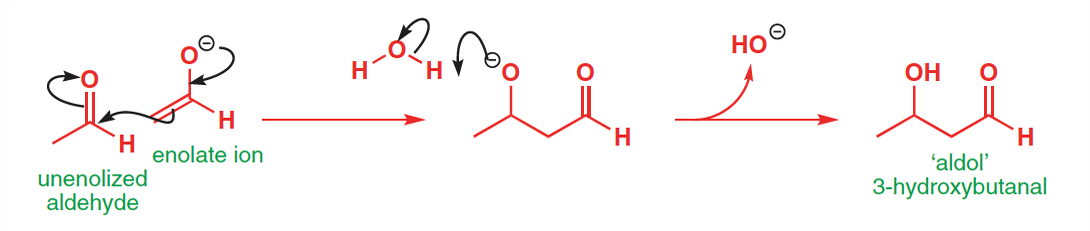 O
H
unenolized
aldehyde
O⊖
H
enolate ion
O
H H
⊖O O
H
HO⊖
OH O
H
'aldol'
3-hydroxybutanal